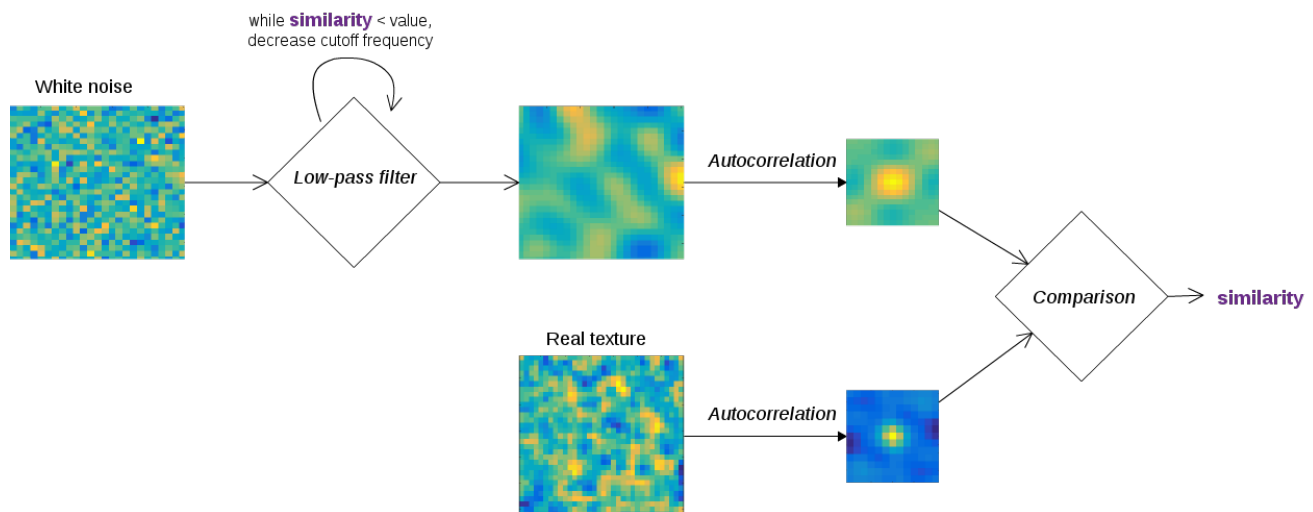 while similarity < value,
decrease cutoff frequency
White noise
Low-pass filter
Autocorrelation
Comparison
similarity
Real texture
Autocorrelation